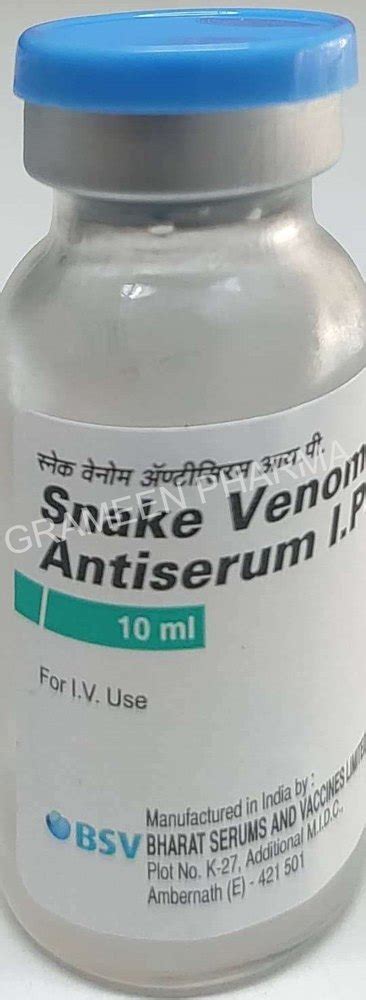 स्नेक वेनोम ॲण्टीसिरम आय.पी.
Snake Venom
Antiserum I.P
10 ml
For I.V. Use
Manufactured in India by :
BSV BHARAT SERUMS AND VACCINES LIMITED
Plot No. K-27, Additional M.I.D.C.,
Ambernath (E) - 421 501
GRAMEEN PHARMA